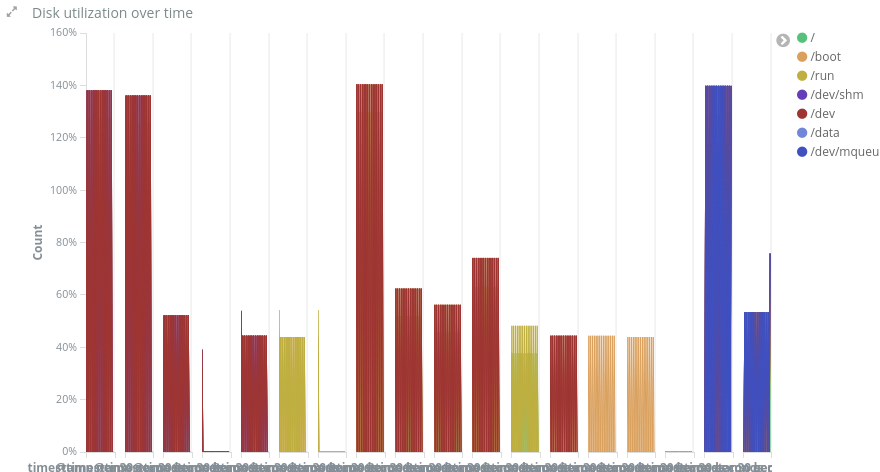 Disk utilization over time
160%
140%
120%
100%
80%
60%
40%
20%
0%
Count
/
/boot
/run
/dev/shm
/dev
/data
/dev/mqueu